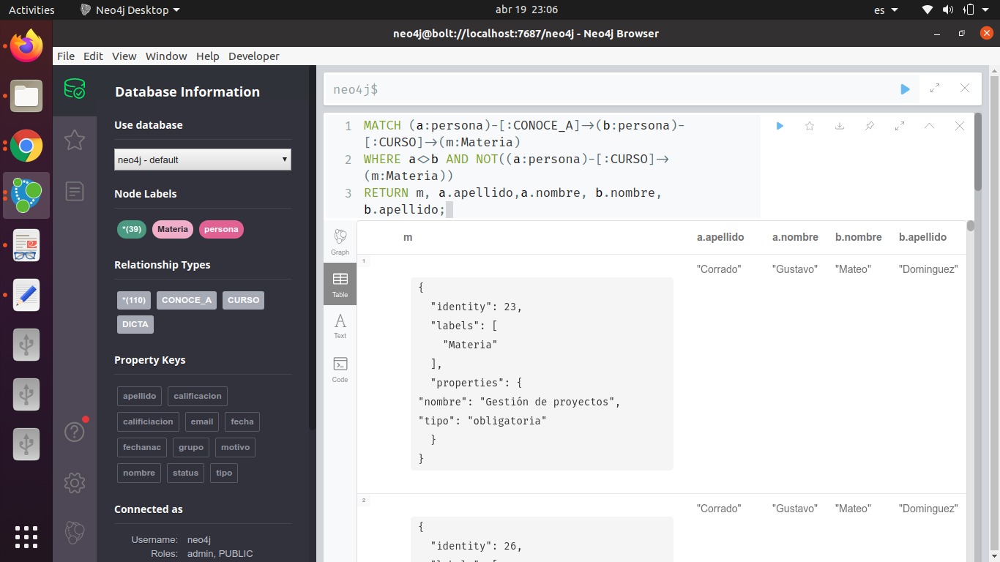 Activities
Neo4j Desktop
abr 19 23:06
es
neo4j@bolt://localhost:7687/neo4j - Neo4j Browser
File Edit View Window Help Developer
Database Information
Use database
neo4j - default
Node Labels
*(39) Materia persona
Relationship Types
*(110) CONOCE_A CURSO
DICTA
Property Keys
apellido calificacion
calificiacion email fecha
fechanac grupo motivo
nombre status tipo
Connected as
Username: neo4j
Roles: admin, PUBLIC
neo4j$
1 MATCH (a:persona)-[:CONOCE_A]->(b:persona)-
[:CURSO]->(m:Materia)
2 WHERE a<>b AND NOT((a:persona)-[:CURSO]->
(m:Materia))
3 RETURN m, a.apellido,a.nombre, b.nombre,
b.apellido;
Graph
Table
A
Text
Code
m a.apellido a.nombre b.nombre b.apellido
1
"Corrado" "Gustavo" "Mateo" "Dominguez"
{
"identity": 23,
"labels": [
"Materia"
],
"properties": {
"nombre": "Gestión de proyectos",
"tipo": "obligatoria"
}
}
2
"Corrado" "Gustavo" "Mateo" "Dominguez"
{
"identity": 26,